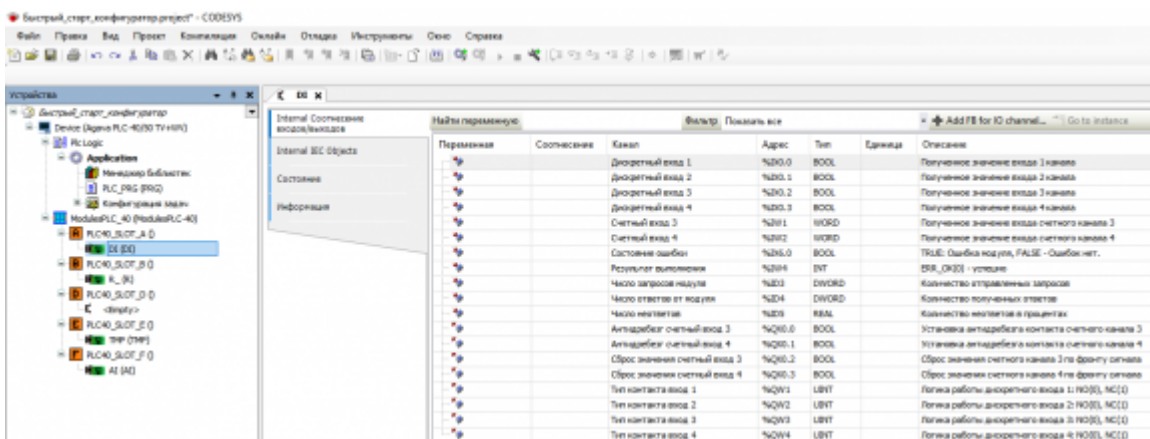 Быстрый_старт_конфигуратор.project* - CODESYS
Файл Правка Вид Проект Компиляция Онлайн Отладка Инструменты Окно Справка
Устройства
DI
Быстрый_старт_конфигуратор
Device (Agava PLC-40/50 TV+WV)
Plc Logic
Application
Менеджер библиотек
PLC_PRG (PRG)
Конфигурация задач
ModulesPLC_40 (ModulesPLC-40)
A PLC40_SLOT_A ()
DI (DI)
B PLC40_SLOT_B ()
R_ (R)
D PLC40_SLOT_D ()
<Empty>
E PLC40_SLOT_E ()
TMP (TMP)
F PLC40_SLOT_F ()
AI (AI)
Internal Соотнесение входов/выходов
Internal IEC Objects
Состояние
Информация
Найти переменную Фильтр Показать все Add FB for IO channel... Go to instance
Переменная Соотнесение Канал Адрес Тип Единица Описание
Дискретный вход 1 %IX0.0 BOOL Полученное значение входа 1 канала
Дискретный вход 2 %IX0.1 BOOL Полученное значение входа 2 канала
Дискретный вход 3 %IX0.2 BOOL Полученное значение входа 3 канала
Дискретный вход 4 %IX0.3 BOOL Полученное значение входа 4 канала
Счетный вход 3 %IW1 WORD Полученное значение входа счетного канала 3
Счетный вход 4 %IW2 WORD Полученное значение входа счетного канала 4
Состояние ошибки %IX6.0 BOOL TRUE: Ошибка модуля, FALSE - Ошибок нет.
Результат выполнения %IW4 INT ERR_OK(0) - успешно
Число запросов модуля %ID3 DWORD Количество отправленных запросов
Число ответов от модуля %ID4 DWORD Количество полученных ответов
Число неответов %ID5 REAL Количество неответов в процентах
Антидребезг счетный вход 3 %QX0.0 BOOL Установка антидребезга контакта счетного канала 3
Антидребезг счетный вход 4 %QX0.1 BOOL Установка антидребезга контакта счетного канала 4
Сброс значения счетный вход 3 %QX0.2 BOOL Сброс значения счетного канала 3 по фронту сигнала
Сброс значения счетный вход 4 %QX0.3 BOOL Сброс значения счетного канала 4 по фронту сигнала
Тип контакта вход 1 %QW1 UINT Логика работы дискретного входа 1: NO(0), NC(1)
Тип контакта вход 2 %QW2 UINT Логика работы дискретного входа 2: NO(0), NC(1)
Тип контакта вход 3 %QW3 UINT Логика работы дискретного входа 3: NO(0), NC(1)
Тип контакта вход 4 %QW4 UINT Логика работы дискретного входа 4: NO(0), NC(1)